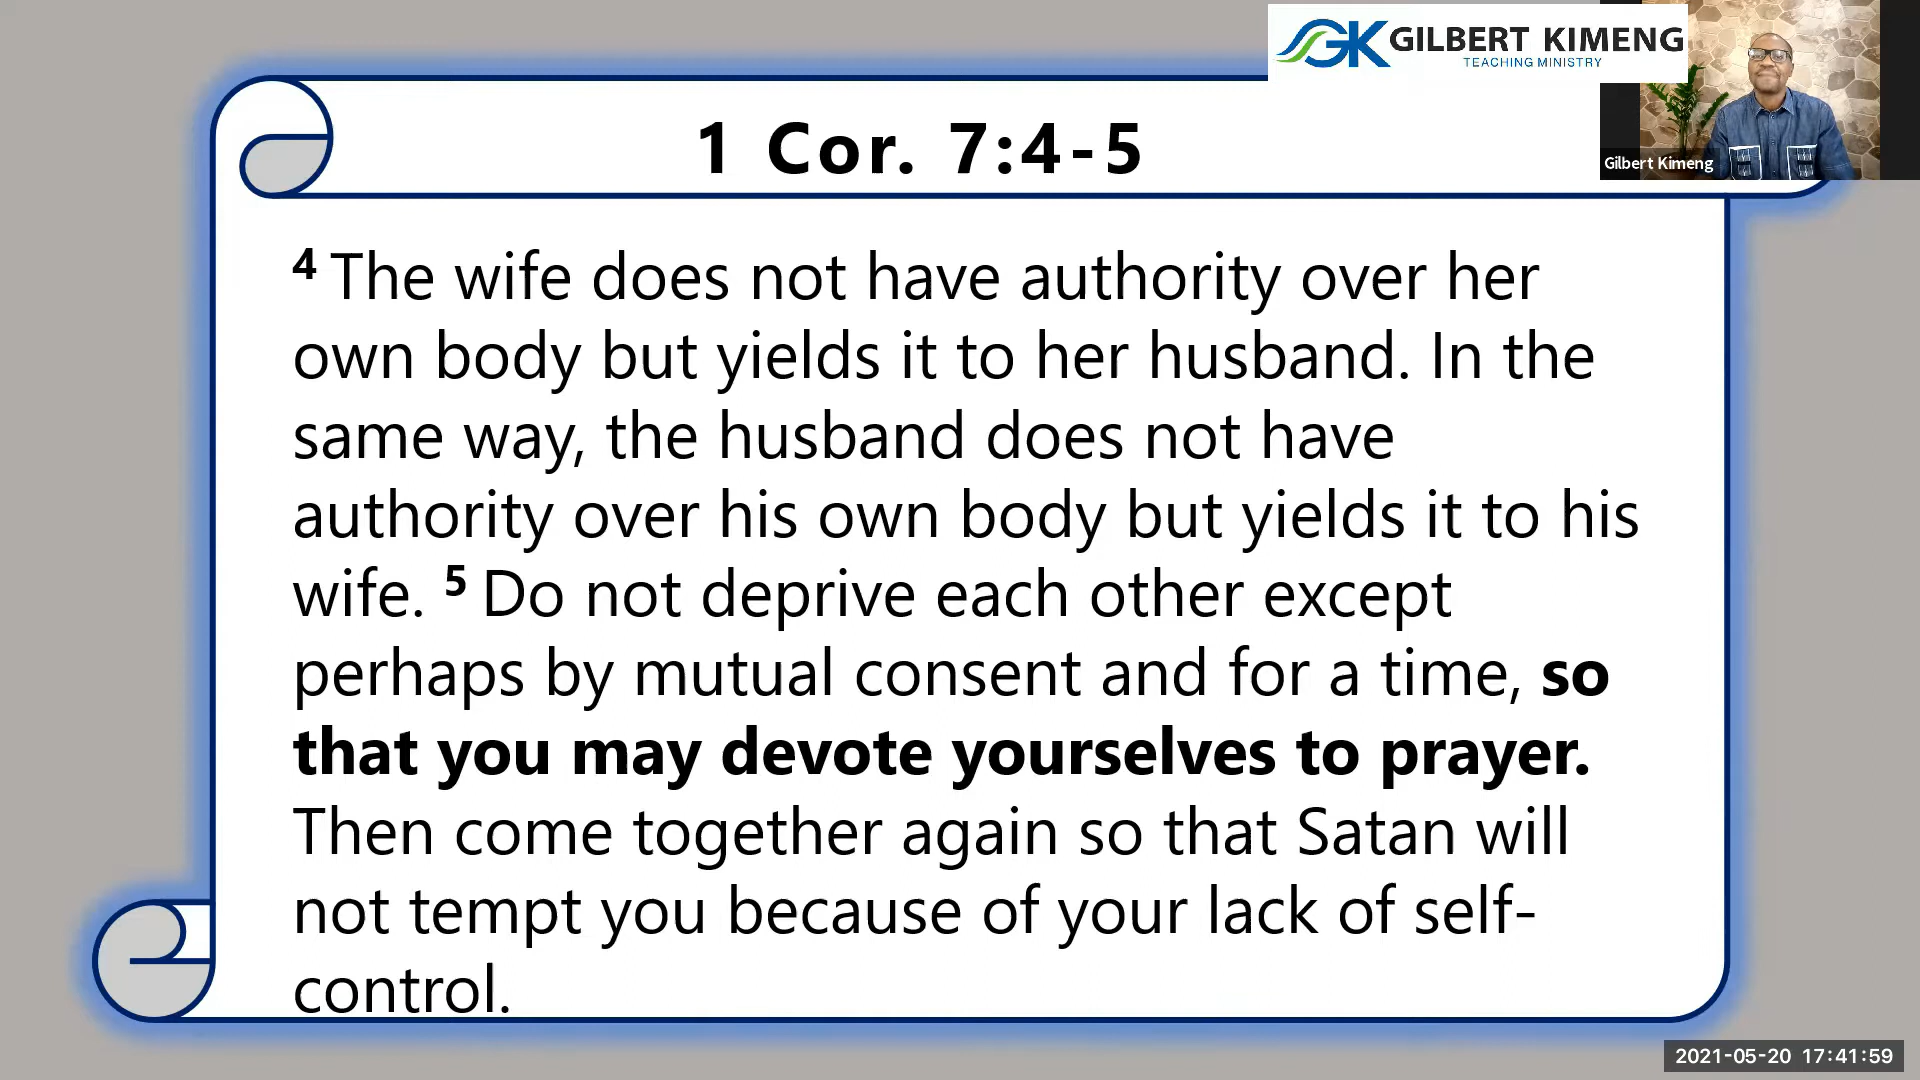 GK GILBERT KIMENG
TEACHING MINISTRY
Gilbert Kimeng
1 Cor. 7:4-5
4 The wife does not have authority over her
own body but yields it to her husband. In the
same way, the husband does not have
authority over his own body but yields it to his
wife. 5 Do not deprive each other except
perhaps by mutual consent and for a time, so
that you may devote yourselves to prayer.
Then come together again so that Satan will
not tempt you because of your lack of self-
control.
2021-05-20 17:41:59